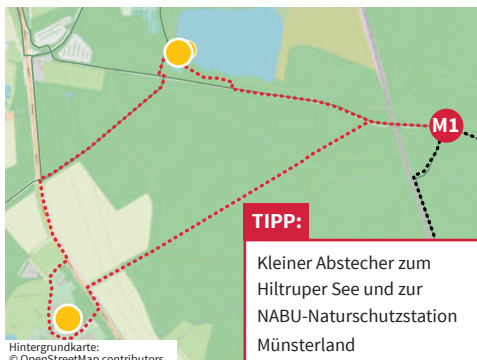 M1
TIPP:
Kleiner Abstecher zum
Hiltruper See und zur
NABU-Naturschutzstation
Münsterland
Hintergrundkarte:
© OpenStreetMap contributors